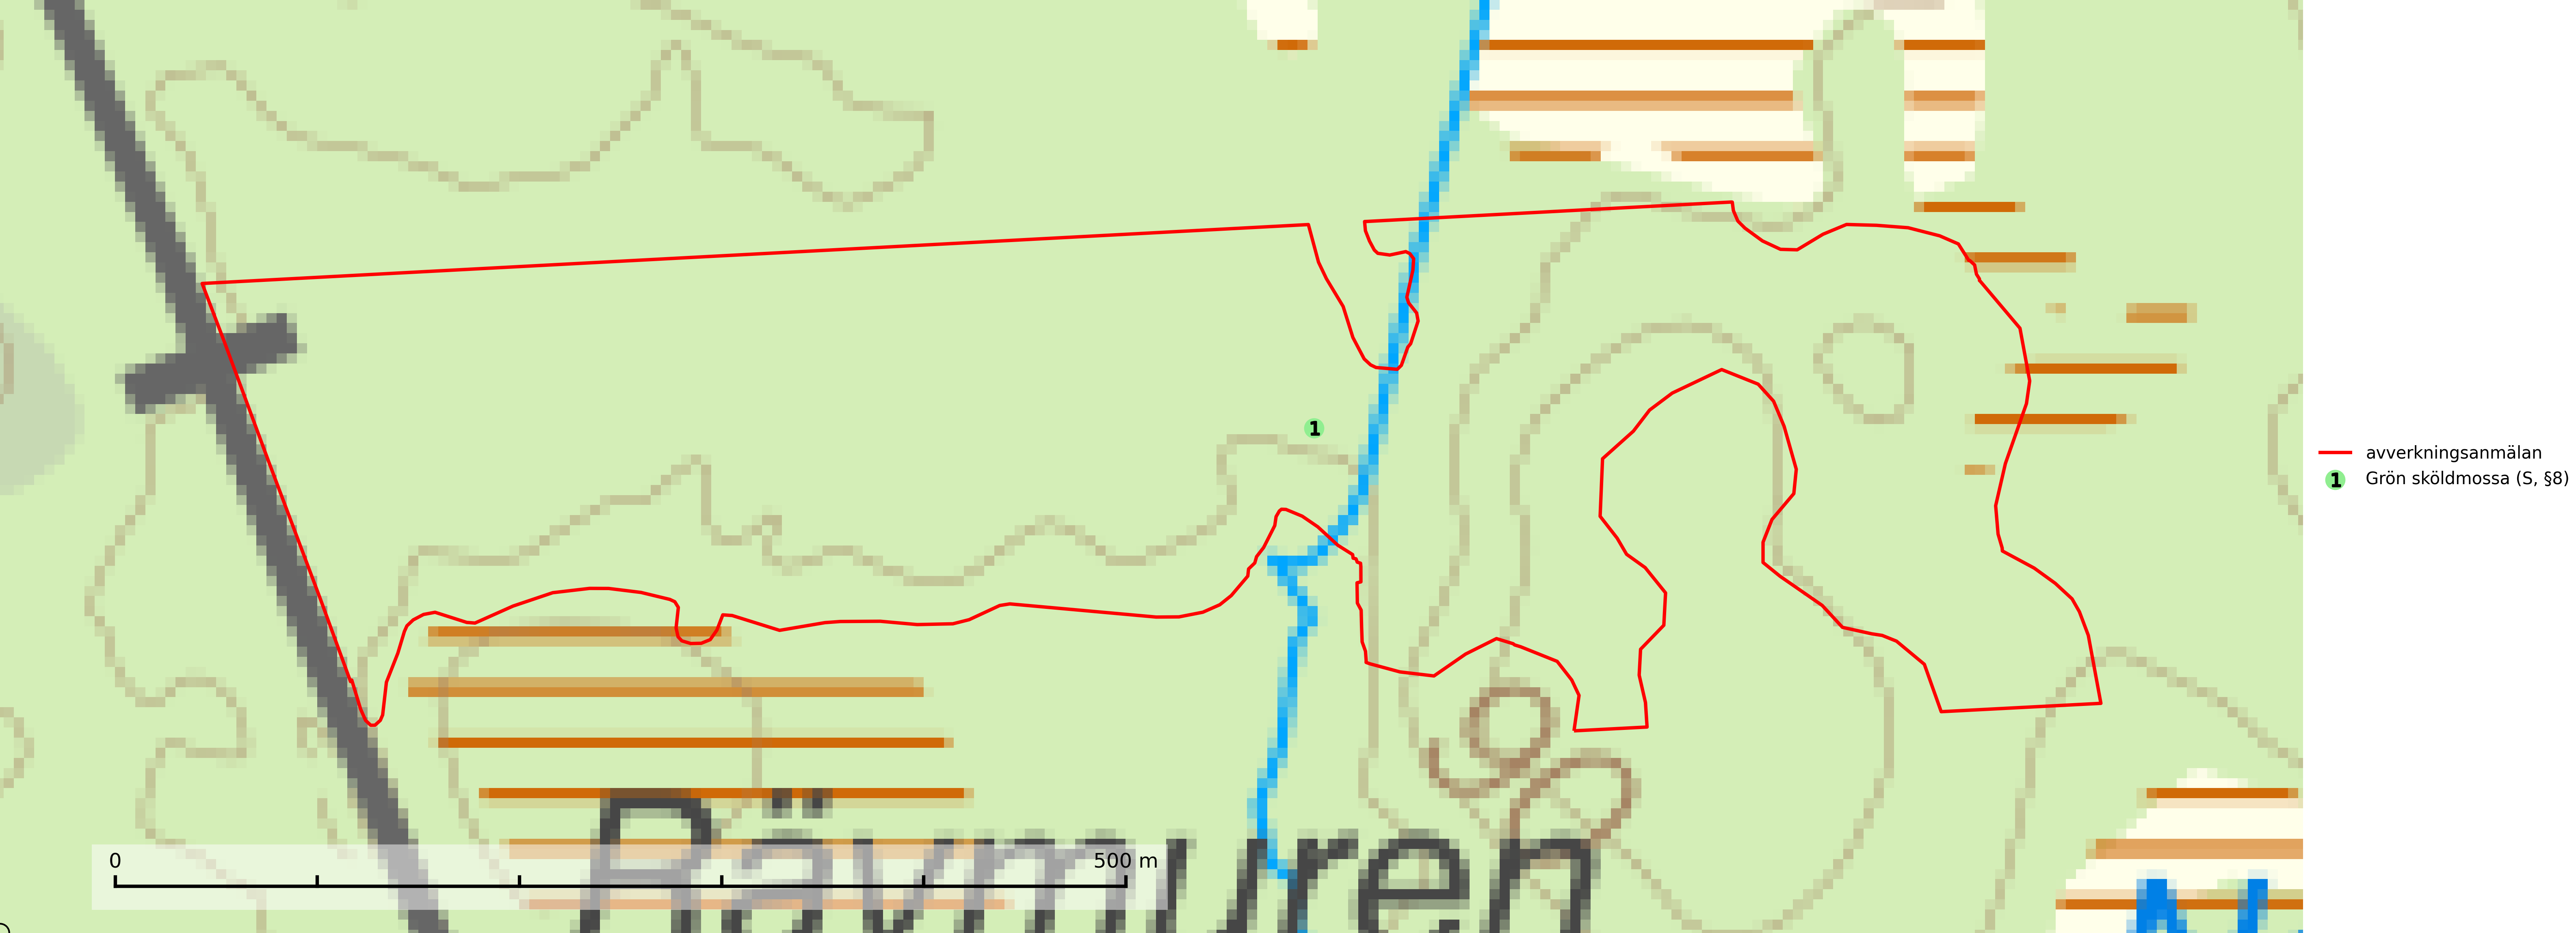 1
avverkningsanmälan
1 Grön sköldmossa (S, §8)
Rävmuren
0 500 m